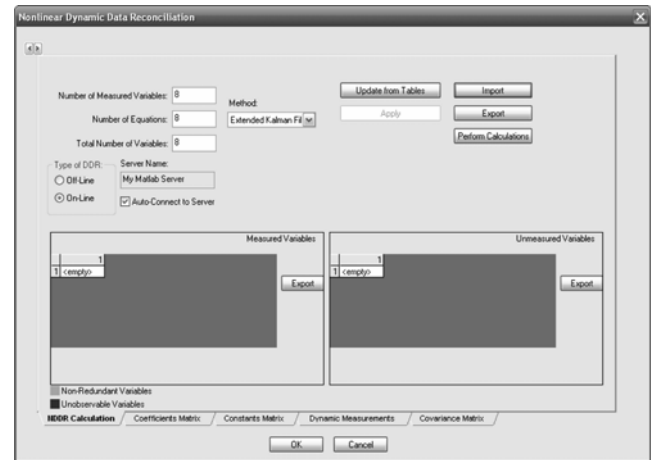 Nonlinear Dynamic Data Reconciliation
Number of Measured Variables: 8
Number of Equations: 8
Total Number of Variables: 8
Method:
Extended Kalman Fil
Update from Tables
Import
Apply
Export
Perform Calculations
Type of DDR:
Off-Line
On-Line
Server Name:
My Matlab Server
Auto-Connect to Server
Measured Variables
1
1 <empty>
Export
Unmeasured Variables
1
1 <empty>
Export
Non-Redundant Variables
Unobservable Variables
NDDR Calculation
Coefficients Matrix
Constants Matrix
Dynamic Measurements
Covariance Matrix
OK
Cancel